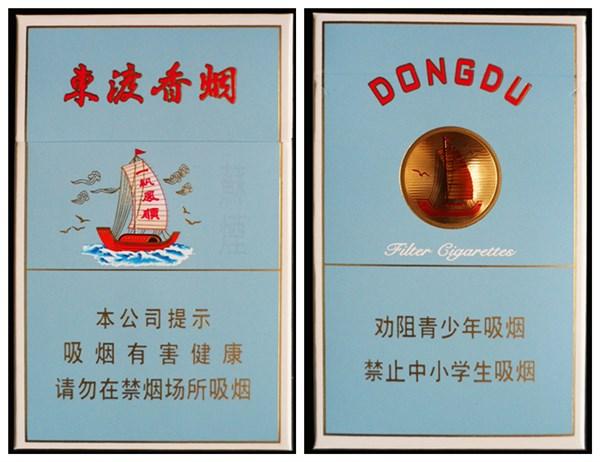 東渡香烟
一帆風順
蘇煙
本公司提示
吸烟有害健康
请勿在禁烟场所吸烟
DONGDU
Filter Cigarettes
劝阻青少年吸烟
禁止中小学生吸烟